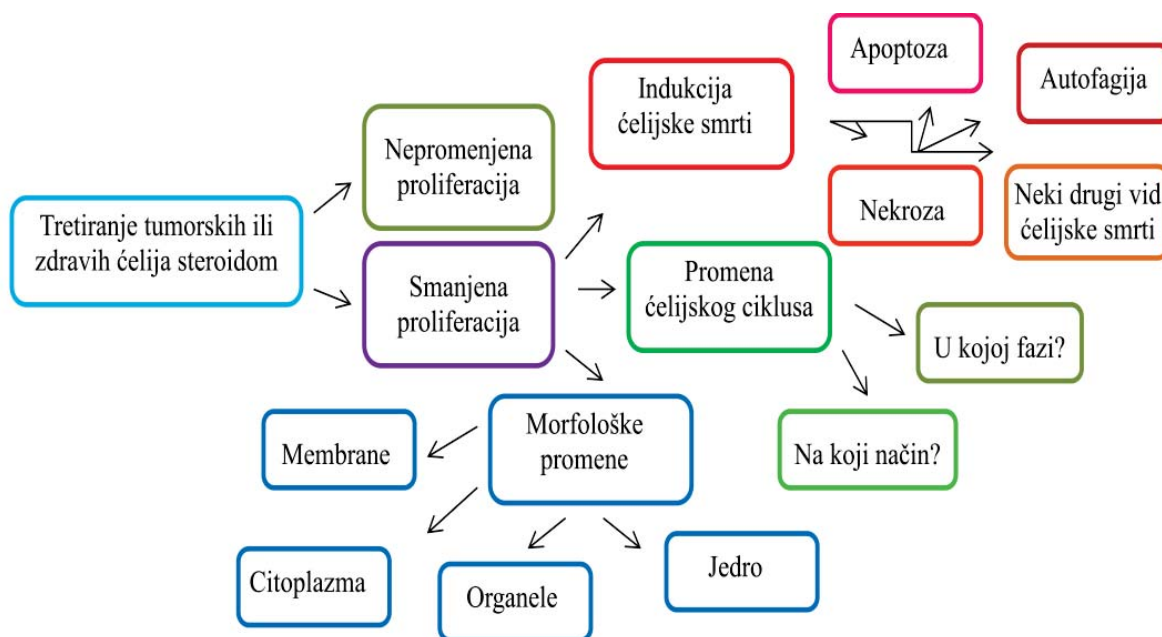 Tretiranje tumorskih ili
zdravih ćelija steroidom
Nepromenjena
proliferacija
Smanjena
proliferacija
Indukcija
ćelijske smrti
Apoptoza
Autofagija
Nekroza
Neki drugi vid
ćelijske smrti
Promena
ćelijskog ciklusa
U kojoj fazi?
Na koji način?
Morfološke
promene
Membrane
Citoplazma
Organele
Jedro